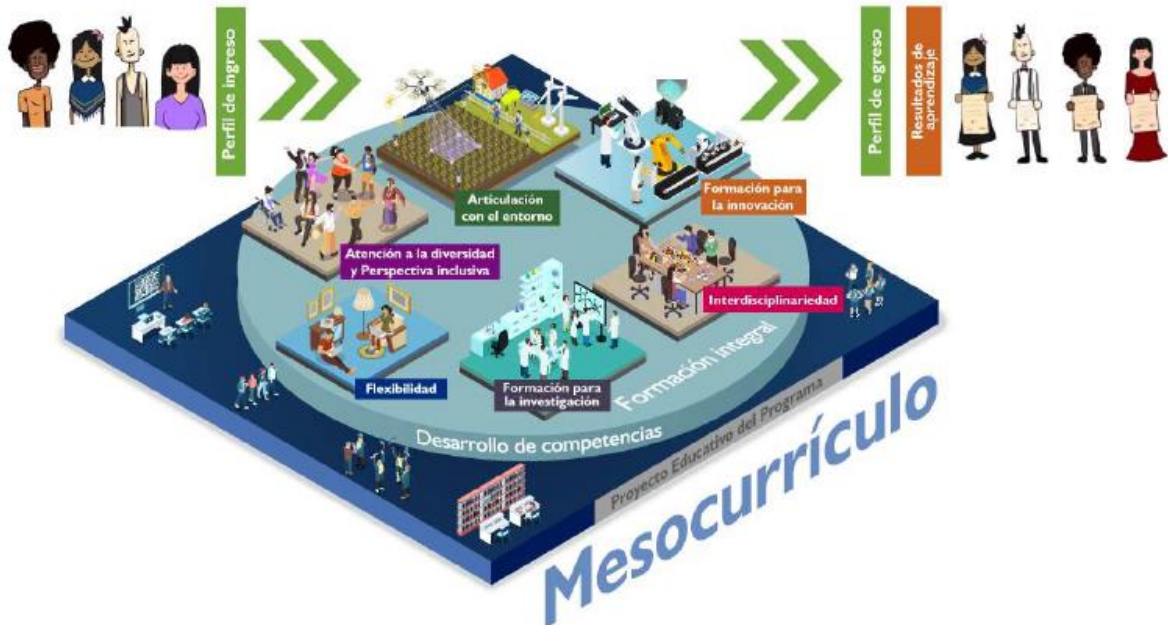 Perfil de ingreso
Perfil de egreso
Resultados de
aprendizaje
Articulación
con el entorno
Formación para
la innovación
Atención a la diversidad
y Perspectiva inclusiva
Interdisciplinariedad
Flexibilidad
Formación para
la investigación
Formación integral
Desarrollo de competencias
Proyecto Educativo del Programa
Mesocurrículo